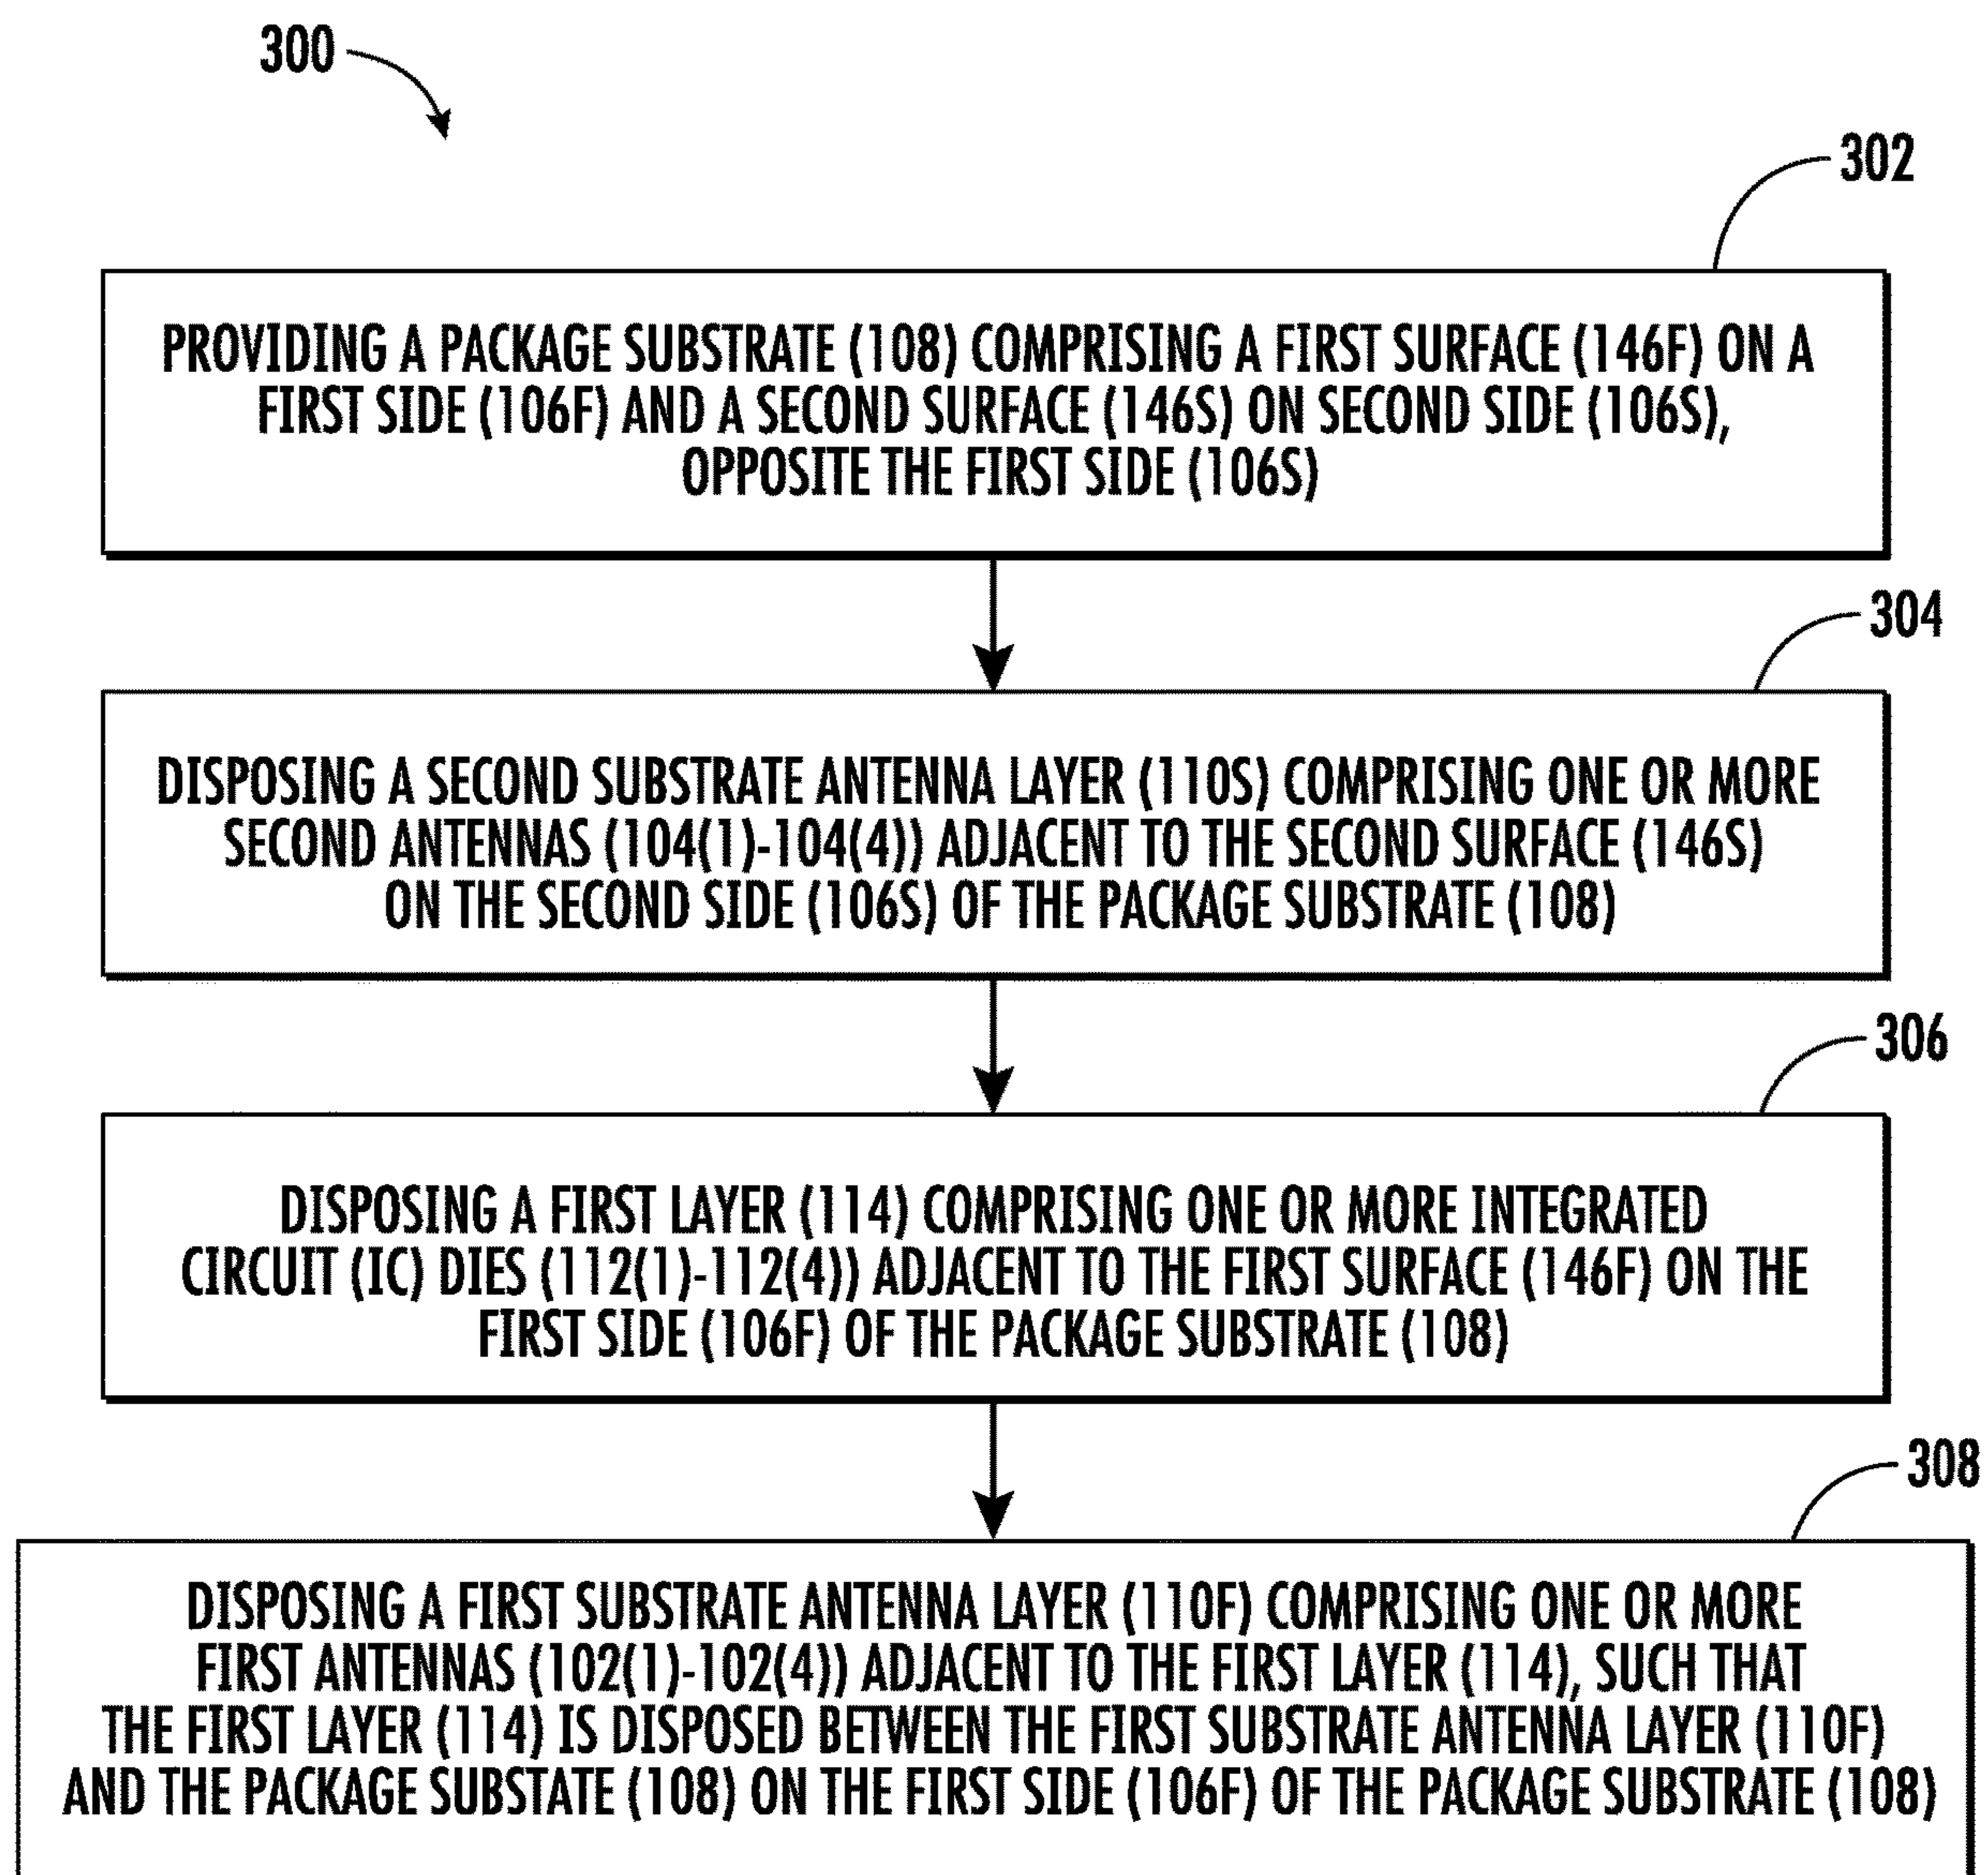 300
302
PROVIDING A PACKAGE SUBSTRATE (108) COMPRISING A FIRST SURFACE (146F) ON A
FIRST SIDE (106F) AND A SECOND SURFACE (146S) ON SECOND SIDE (106S),
OPPOSITE THE FIRST SIDE (106S)
304
DISPOSING A SECOND SUBSTRATE ANTENNA LAYER (110S) COMPRISING ONE OR MORE
SECOND ANTENNAS (104(1)-104(4)) ADJACENT TO THE SECOND SURFACE (146S)
ON THE SECOND SIDE (106S) OF THE PACKAGE SUBSTRATE (108)
306
DISPOSING A FIRST LAYER (114) COMPRISING ONE OR MORE INTEGRATED
CIRCUIT (IC) DIES (112(1)-112(4)) ADJACENT TO THE FIRST SURFACE (146F) ON THE
FIRST SIDE (106F) OF THE PACKAGE SUBSTRATE (108)
308
DISPOSING A FIRST SUBSTRATE ANTENNA LAYER (110F) COMPRISING ONE OR MORE
FIRST ANTENNAS (102(1)-102(4)) ADJACENT TO THE FIRST LAYER (114), SUCH THAT
THE FIRST LAYER (114) IS DISPOSED BETWEEN THE FIRST SUBSTRATE ANTENNA LAYER (110F)
AND THE PACKAGE SUBSTATE (108) ON THE FIRST SIDE (106F) OF THE PACKAGE SUBSTRATE (108)